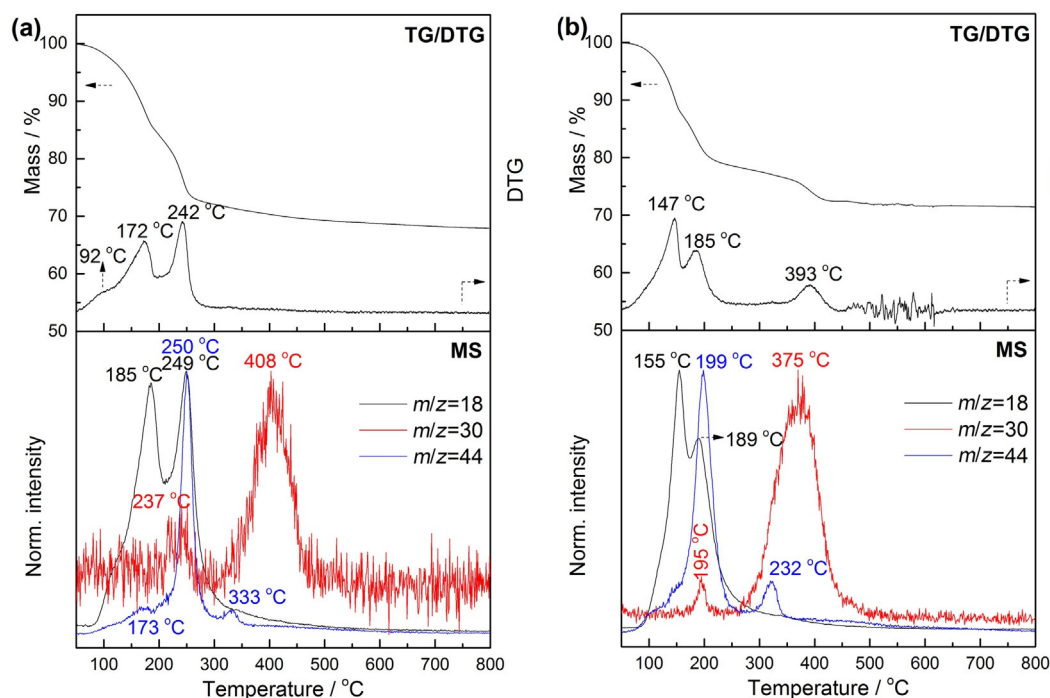 (a)
TG/DTG
100
90
80
70
60
50
Mass / %
DTG
92 °C
172 °C
242 °C
MS
185 °C
250 °C
249 °C
408 °C
237 °C
333 °C
173 °C
m/z=18
m/z=30
m/z=44
Norm. intensity
100 200 300 400 500 600 700 800
Temperature / °C
(b)
TG/DTG
100
90
80
70
60
50
Mass / %
147 °C
185 °C
393 °C
MS
155 °C
199 °C
375 °C
189 °C
195 °C
232 °C
m/z=18
m/z=30
m/z=44
Norm. intensity
100 200 300 400 500 600 700 800
Temperature / °C